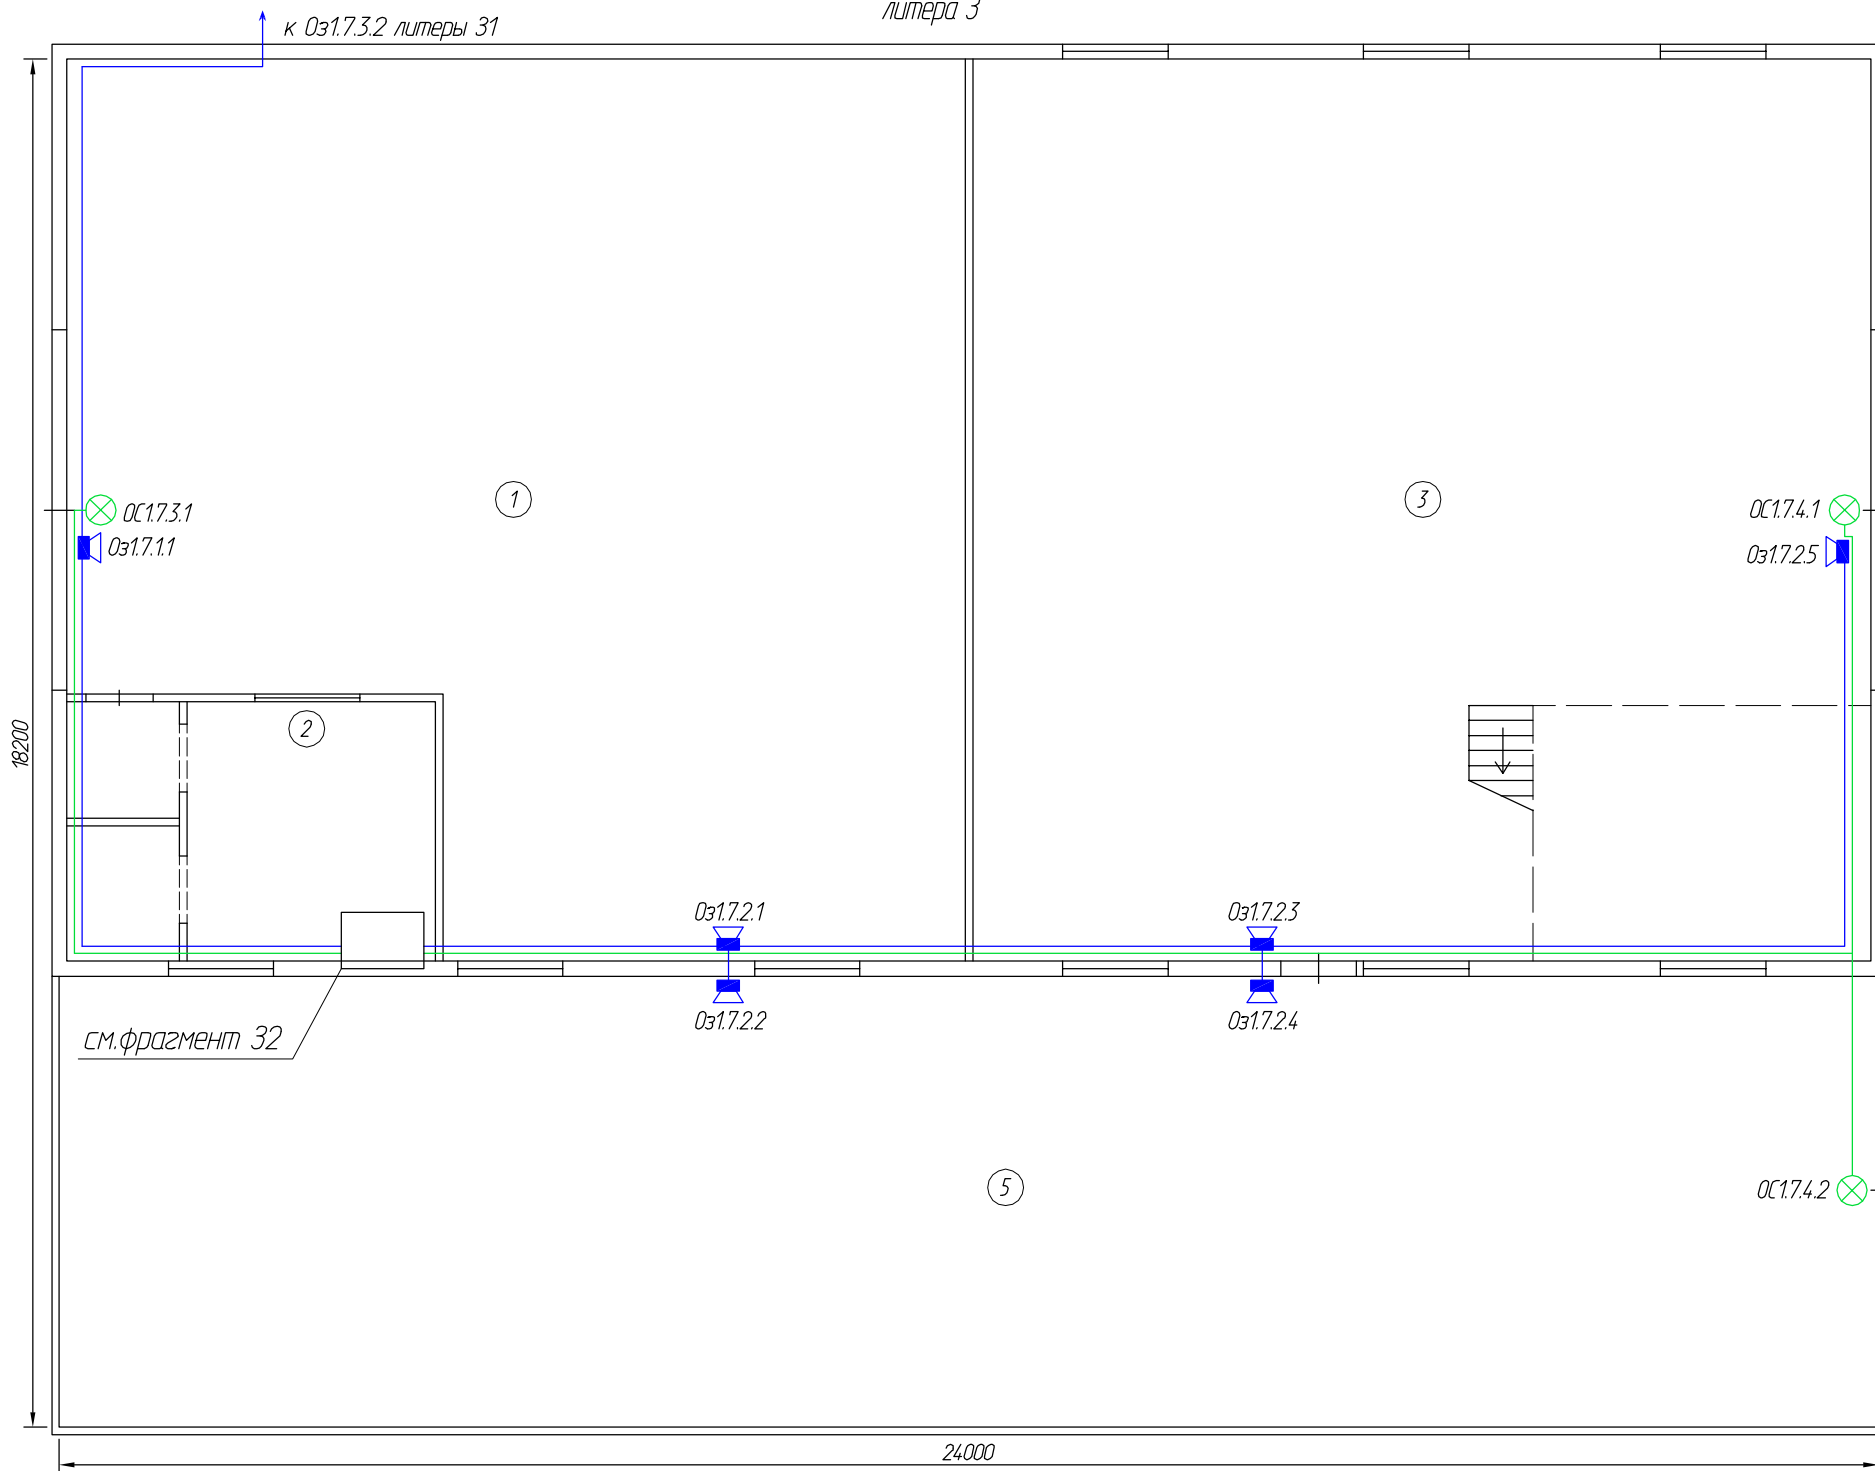 литера 3
к Оз1.7.3.2 литеры 31
1
3
ОС1.7.3.1
Оз1.7.1.1
ОС1.7.4.1
Оз1.7.2.5
2
18200
Оз1.7.2.1
Оз1.7.2.3
Оз1.7.2.2
Оз1.7.2.4
см.фрагмент 32
5
ОС1.7.4.2
24000